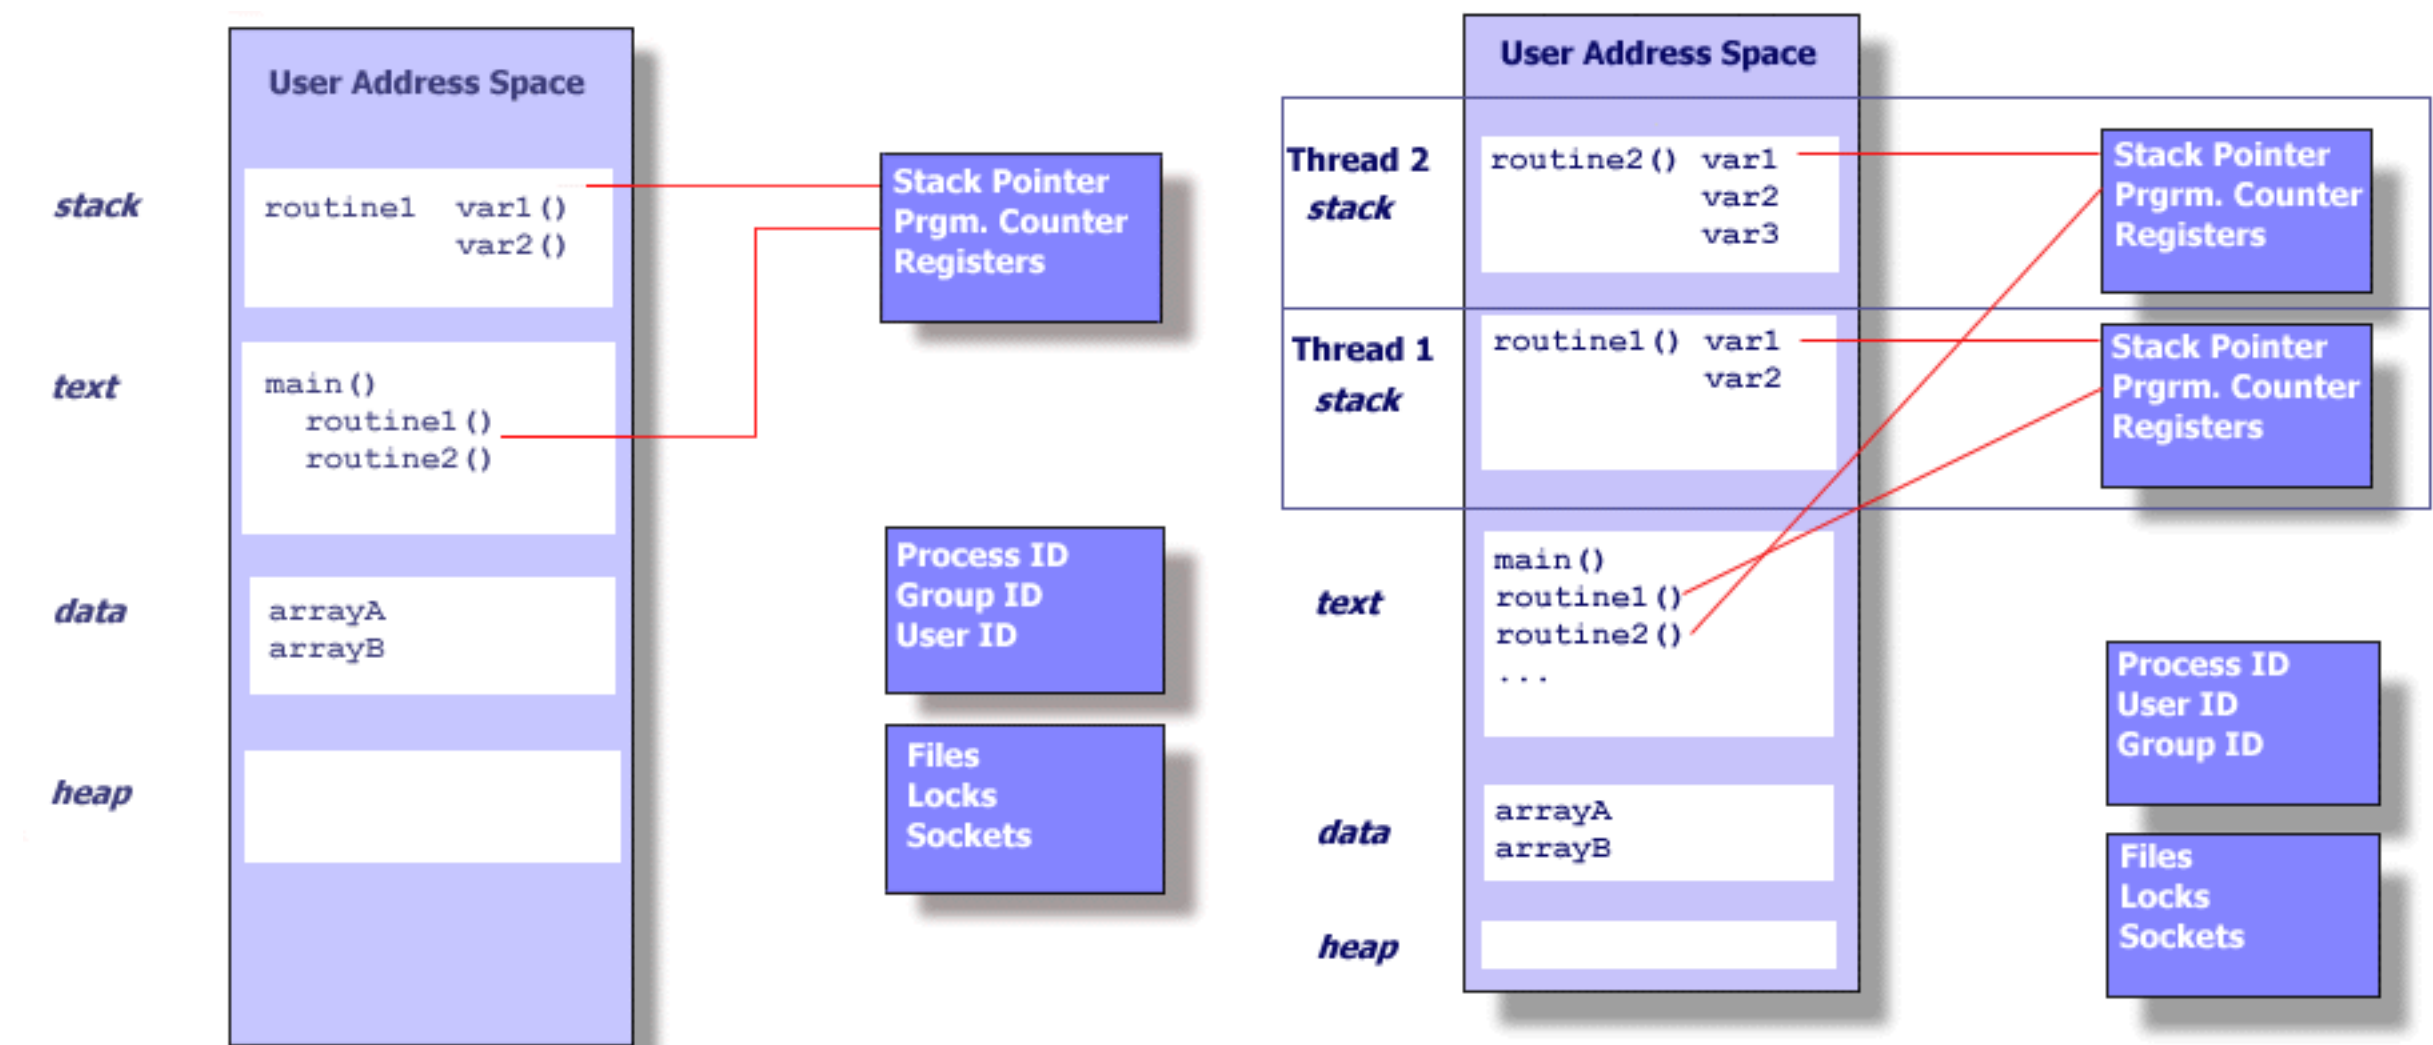 User Address Space
stack
routine1 var1()
var2()
Stack Pointer
Prgm. Counter
Registers
text
main()
routine1()
routine2()
Process ID
Group ID
User ID
data
arrayA
arrayB
Files
Locks
Sockets
heap
User Address Space
Thread 2
stack
routine2() var1
var2
var3
Stack Pointer
Prgrm. Counter
Registers
Thread 1
stack
routine1() var1
var2
Stack Pointer
Prgrm. Counter
Registers
text
main()
routine1()
routine2()
...
Process ID
User ID
Group ID
data
arrayA
arrayB
Files
Locks
Sockets
heap